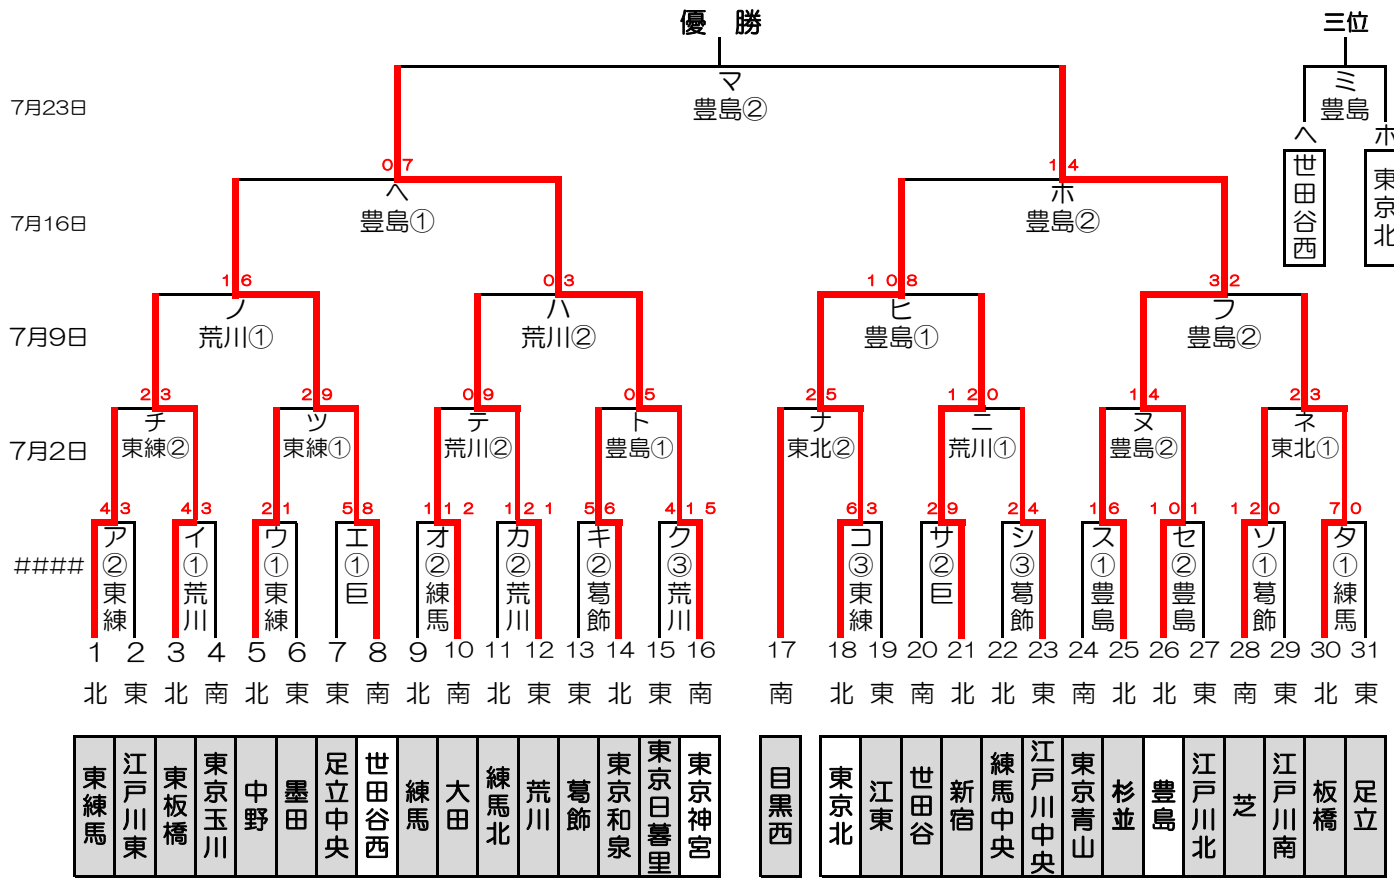 優 勝
三位
マ
豊島②
ミ
豊島
7月23日
ヘ
ホ
世田谷西
東京北
0 7
1 4
ヘ
豊島①
ホ
豊島②
7月16日
1 6
0 3
1 0 8
3 2
ノ
荒川①
ハ
荒川②
ヒ
豊島①
フ
豊島②
7月9日
2 3
2 9
0 9
0 5
2 5
1 2 0
1 4
2 3
チ
東練②
ツ
東練①
テ
荒川②
ト
豊島①
ナ
東北②
ニ
荒川①
ヌ
豊島②
ネ
東北①
7月2日
4 3
4 3
2 1
5 8
1 1 2
1 2 1
5 6
4 1 5
6 3
2 9
2 4
1 6
1 0 1
1 2 0
7 0
ア②東練
イ①荒川
ウ①東練
エ①巨
オ②練馬
カ②荒川
キ②葛飾
ク③荒川
コ③東練
サ②巨
シ③葛飾
ス①豊島
セ②豊島
ソ①葛飾
タ①練馬
####
1 2 3 4 5 6 7 8 9 10 11 12 13 14 15 16 17 18 19 20 21 22 23 24 25 26 27 28 29 30 31
北 東 北 南 北 東 東 南 北 南 北 東 東 北 東 南 南 北 東 南 北 北 東 南 北 北 東 南 東 北 東
東練馬
江戸川東
東板橋
東京玉川
中野
墨田
足立中央
世田谷西
練馬
大田
練馬北
荒川
葛飾
東京和泉
東京日暮里
東京神宮
目黒西
東京北
江東
世田谷
新宿
練馬中央
江戸川中央
東京青山
杉並
豊島
江戸川北
芝
江戸川南
板橋
足立